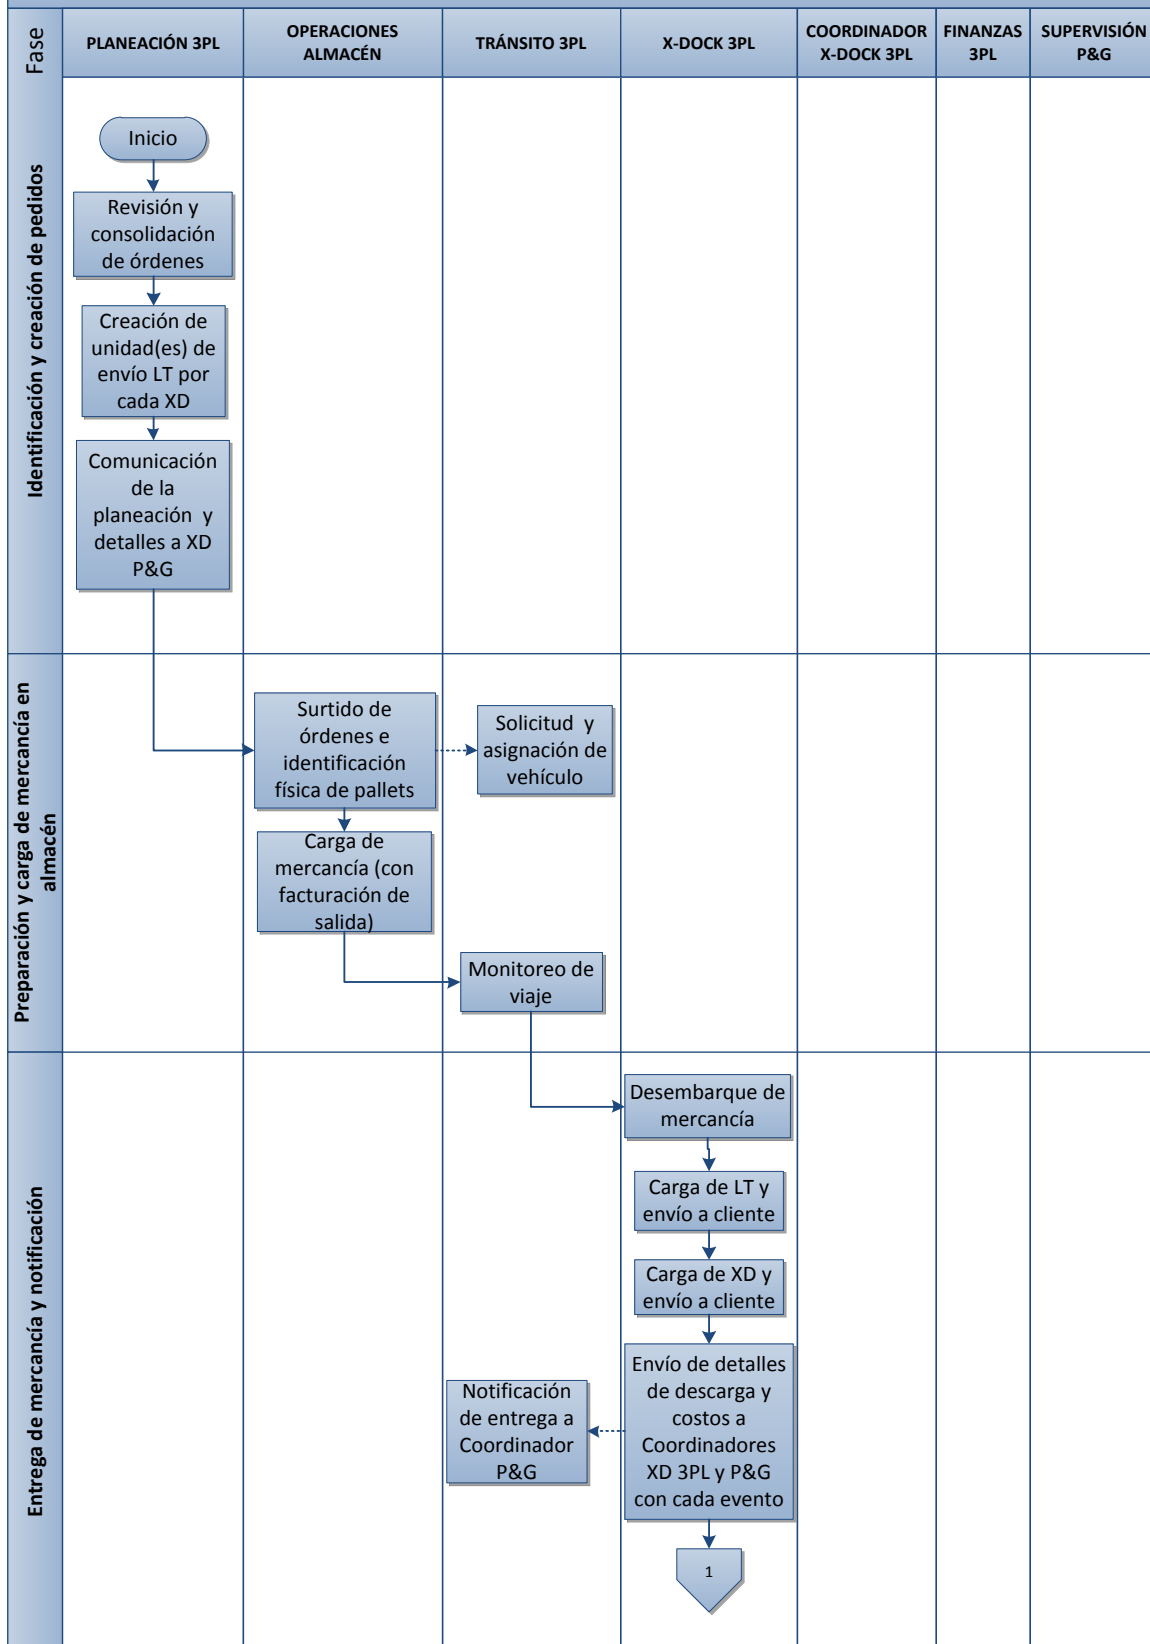 Fase
PLANEACIÓN 3PL
OPERACIONES
ALMACÉN
TRÁNSITO 3PL
X-DOCK 3PL
COORDINADOR
X-DOCK 3PL
FINANZAS
3PL
SUPERVISIÓN
P&G
Identificación y creación de pedidos
Inicio
Revisión y
consolidación
de órdenes
Creación de
unidad(es) de
envío LT por
cada XD
Comunicación
de la
planeación y
detalles a XD
P&G
Preparación y carga de mercancía en
almacén
Surtido de
órdenes e
identificación
física de pallets
Solicitud y
asignación de
vehículo
Carga de
mercancía (con
facturación de
salida)
Monitoreo de
viaje
Entrega de mercancía y notificación
Desembarque de
mercancía
Carga de LT y
envío a cliente
Carga de XD y
envío a cliente
Envío de detalles
de descarga y
costos a
Coordinadores
XD 3PL y P&G
con cada evento
Notificación
de entrega a
Coordinador
P&G
1